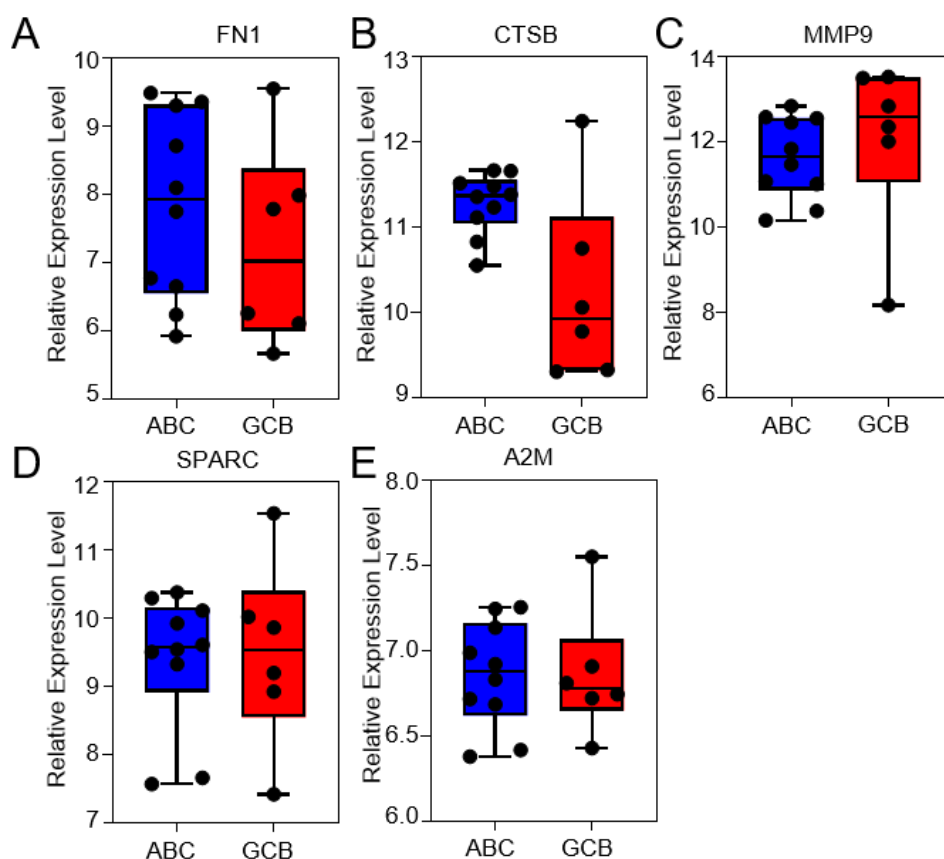 A
FN1
Relative Expression Level
10
9
8
7
6
5
ABC
GCB
B
CTSB
Relative Expression Level
13
12
11
10
9
ABC
GCB
C
MMP9
Relative Expression Level
14
12
10
8
6
ABC
GCB
D
SPARC
Relative Expression Level
12
11
10
9
8
7
ABC
GCB
E
A2M
Relative Expression Level
8.0
7.5
7.0
6.5
6.0
ABC
GCB